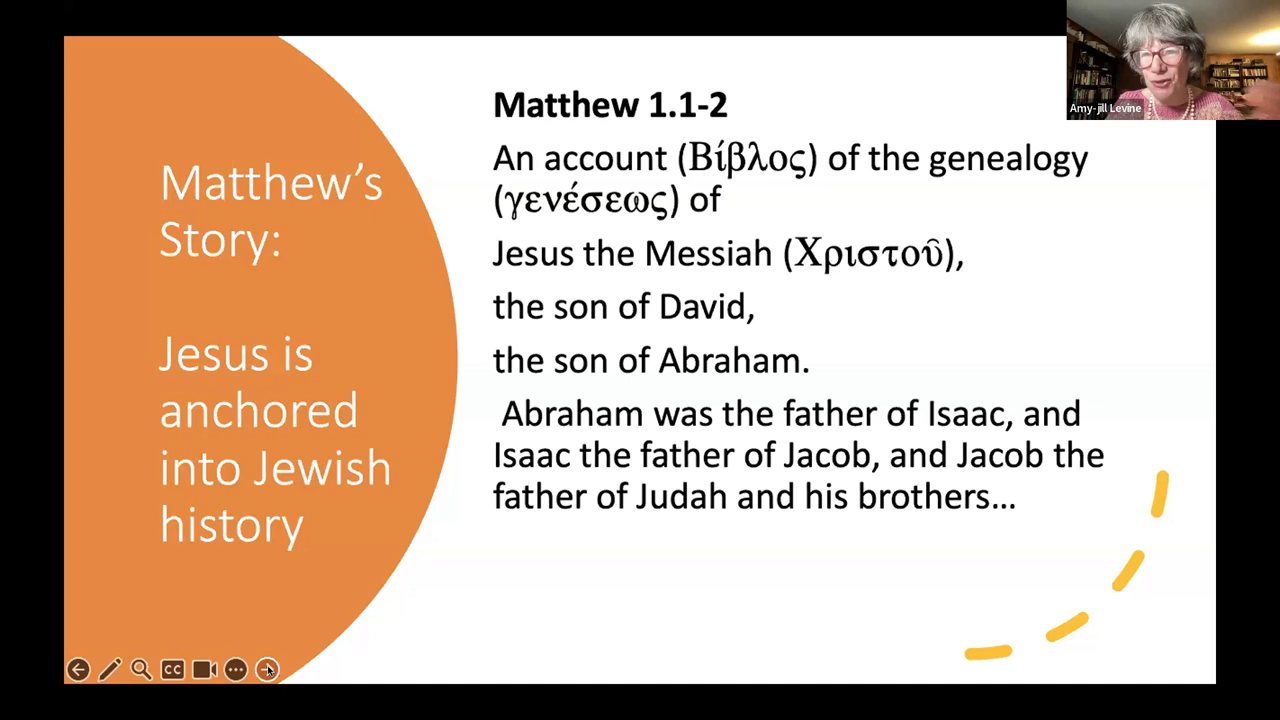 Matthew's
Story:
Jesus is
anchored
into Jewish
history
Matthew 1.1-2
An account (Βίβλος) of the genealogy
(γενέσεως) of
Jesus the Messiah (Χριστοῦ),
the son of David,
the son of Abraham.
Abraham was the father of Isaac, and
Isaac the father of Jacob, and Jacob the
father of Judah and his brothers…
Amy-jill Levine
CC